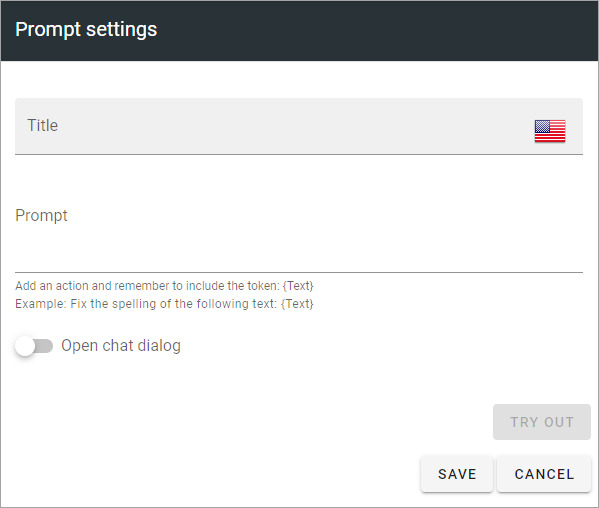 Prompt settings
Title
Prompt
Add an action and remember to include the token: {Text}
Example: Fix the spelling of the following text: {Text}
Open chat dialog
TRY OUT
SAVE CANCEL